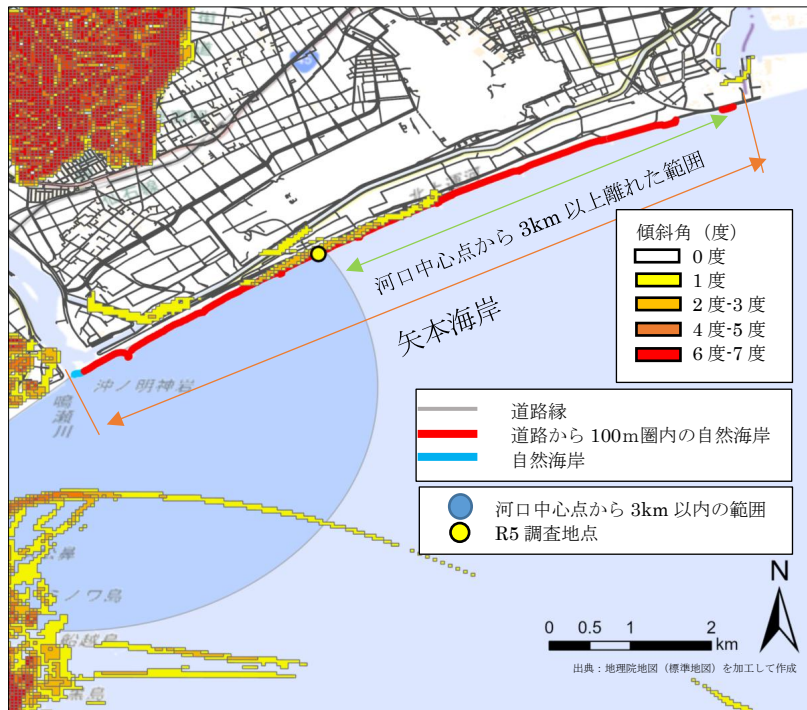 河口中心点から 3km 以上離れた範囲
矢本海岸
傾斜角（度）
0 度
1 度
2 度-3 度
4 度-5 度
6 度-7 度
沖ノ明神岩
鳴瀬川
道路縁
道路から 100m圏内の自然海岸
自然海岸
河口中心点から 3km 以内の範囲
R5 調査地点
ミノワ島
船越島
黒島
N
0 0.5 1 2
km
出典：地理院地図（標準地図）を加工して作成